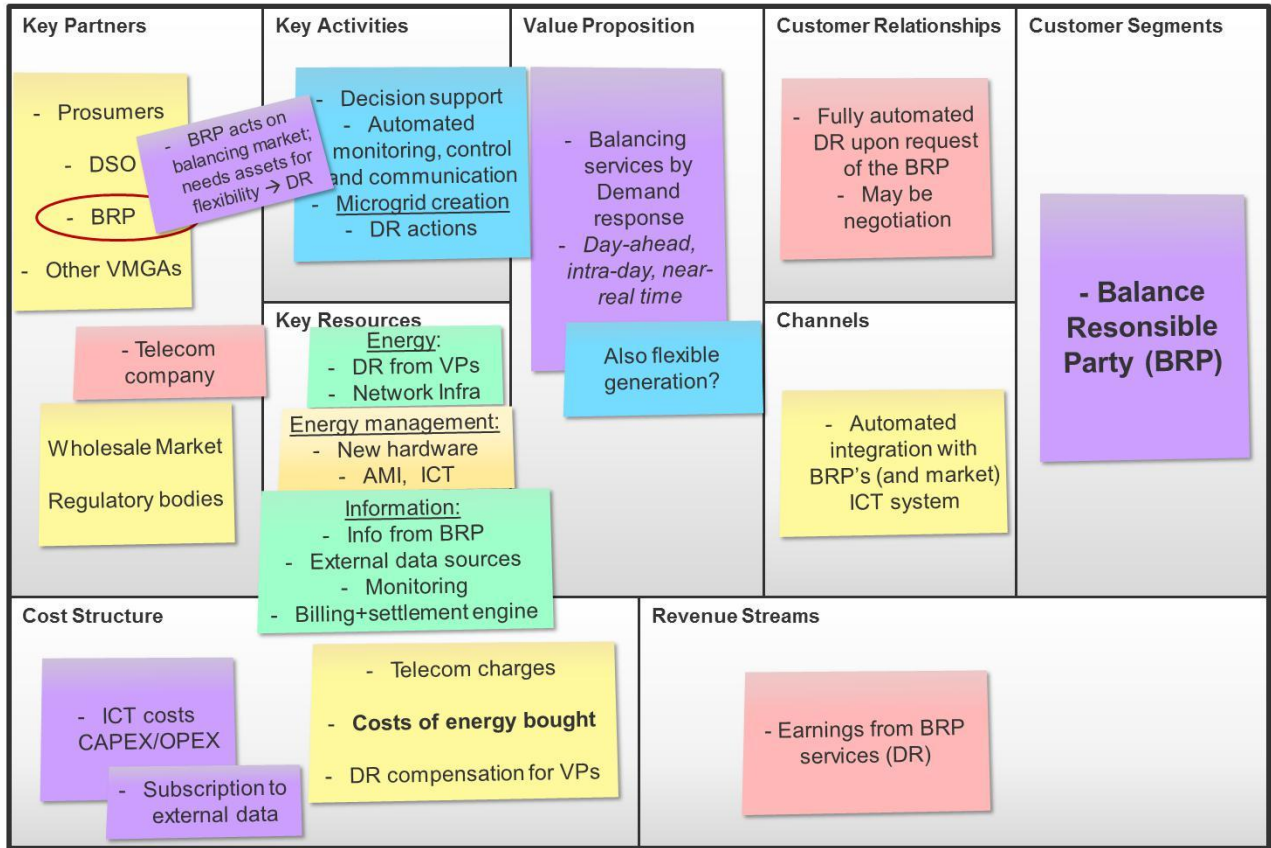 Key Partners
- Prosumers
- DSO
- BRP
- Other VMGAs
- BRP acts on
balancing market;
needs assets for
flexibility → DR
- Telecom
company
Wholesale Market
Regulatory bodies
Key Activities
- Decision support
- Automated
monitoring, control
and communication
- Microgrid creation
- DR actions
Key Resources
Energy:
- DR from VPs
- Network Infra
Energy management:
- New hardware
- AMI, ICT
Information:
- Info from BRP
- External data sources
- Monitoring
- Billing+settlement engine
Value Proposition
- Balancing
services by
Demand
response
- Day-ahead,
intra-day, near-
real time
Also flexible
generation?
Customer Relationships
- Fully automated
DR upon request
of the BRP
- May be
negotiation
Channels
- Automated
integration with
BRP's (and market)
ICT system
Customer Segments
- Balance
Resonsible
Party (BRP)
Cost Structure
- ICT costs
CAPEX/OPEX
- Subscription to
external data
- Telecom charges
- Costs of energy bought
- DR compensation for VPs
Revenue Streams
- Earnings from BRP
services (DR)